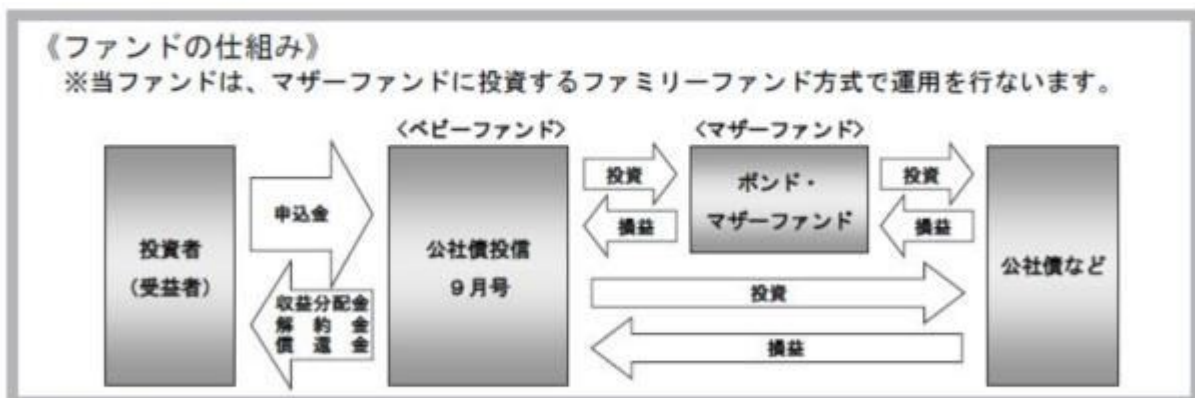 《ファンドの仕組み》
※当ファンドは、マザーファンドに投資するファミリーファンド方式で運用を行ないます。
〈ベビーファンド〉
〈マザーファンド〉
投資者
(受益者)
申込金
収益分配金
解約金
償還金
公社債投信
9月号
投資
損益
ボンド・
マザーファンド
投資
損益
投資
損益
公社債など